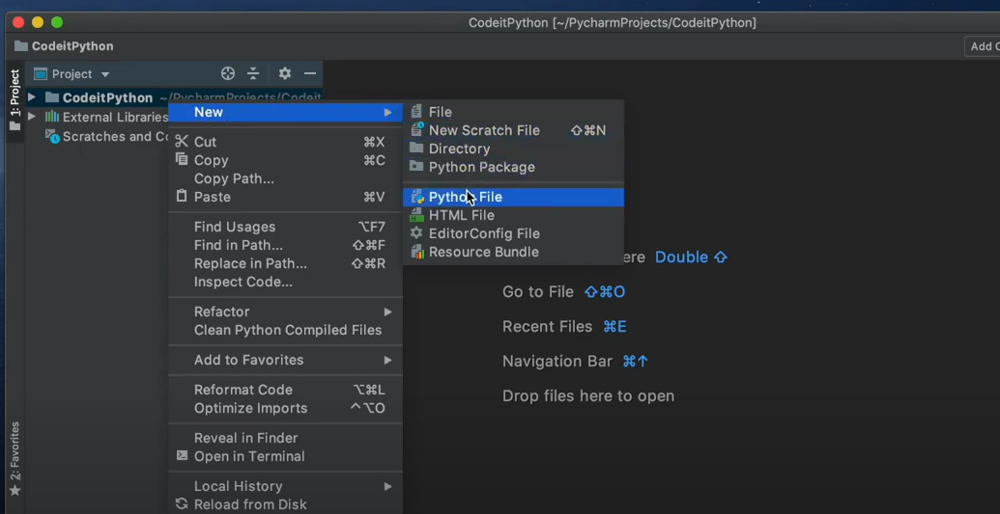 CodeitPython [~/PycharmProjects/CodeitPython]
CodeitPython
Add
1: Project
Project
CodeitPython ~/PycharmProjects/Codeit
External Libraries
Scratches and
New
Cut ⌘X
Copy ⌘C
Copy Path...
Paste ⌘V
Find Usages ⌥F7
Find in Path... ⇧⌘F
Replace in Path... ⇧⌘R
Inspect Code...
Refactor
Clean Python Compiled Files
Add to Favorites
Reformat Code ⌥⌘L
Optimize Imports ^⌥O
Reveal in Finder
Open in Terminal
Local History
Reload from Disk
File
New Scratch File ⇧⌘N
Directory
Python Package
Python File
HTML File
EditorConfig File
Resource Bundle
ere Double ⇧
Go to File ⇧⌘O
Recent Files ⌘E
Navigation Bar ⌘↑
Drop files here to open
2: Favorites